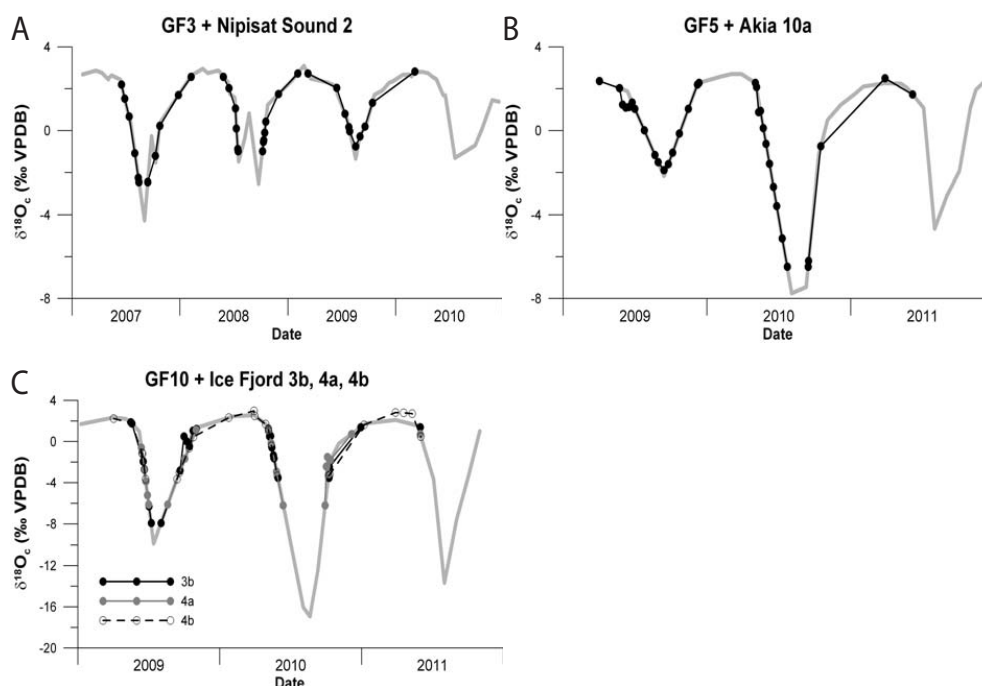 A
GF3 + Nipisat Sound 2
4
0
-4
-8
δ¹⁸Oc (‰ VPDB)
2007
2008
2009
2010
Date
B
GF5 + Akia 10a
4
0
-4
-8
δ¹⁸Oc (‰ VPDB)
2009
2010
2011
Date
C
GF10 + Ice Fjord 3b, 4a, 4b
4
0
-4
-8
-12
-16
-20
δ¹⁸Oc (‰ VPDB)
3b
4a
4b
2009
2010
2011
Date